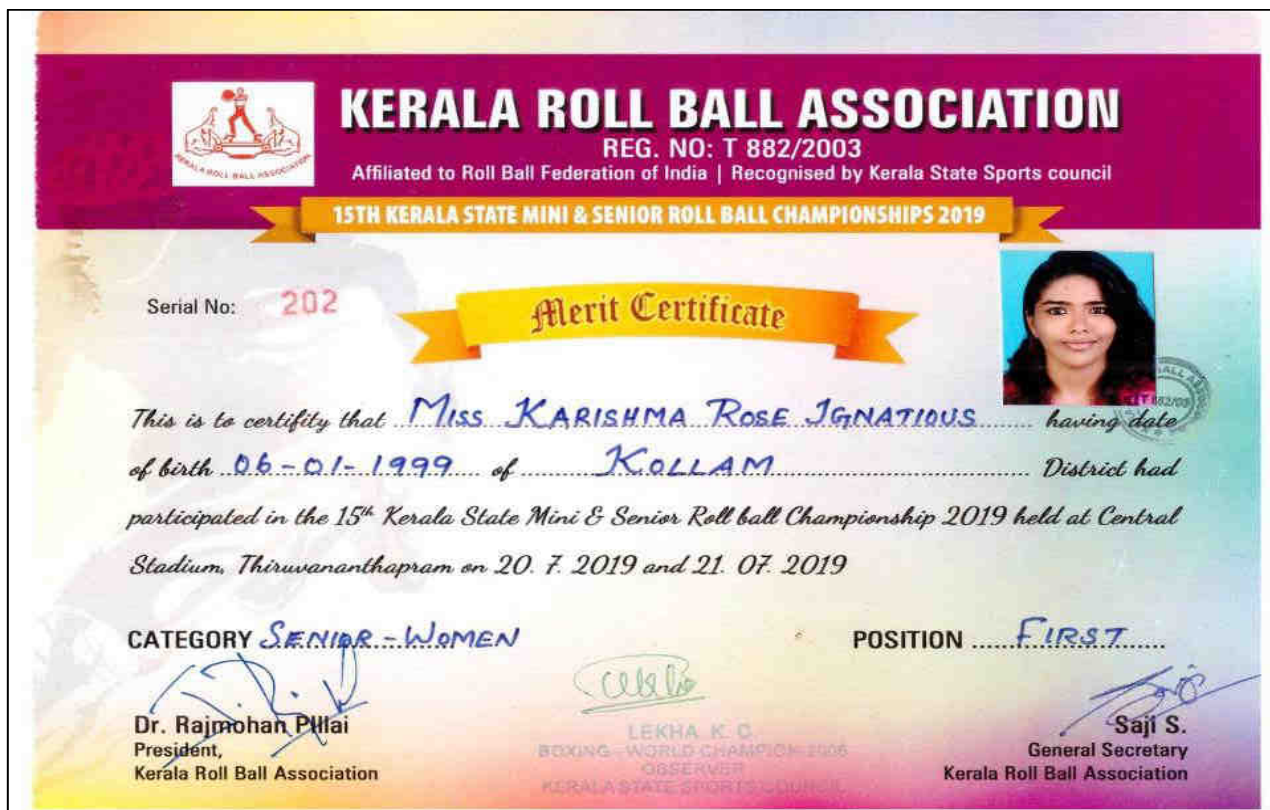 KERALA ROLL BALL ASSOCIATION
KERALA ROLL BALL ASSOCIATION
REG. NO: T 882/2003
Affiliated to Roll Ball Federation of India | Recognised by Kerala State Sports council
15TH KERALA STATE MINI & SENIOR ROLL BALL CHAMPIONSHIPS 2019
Serial No: 202
Merit Certificate
This is to certifity that Miss KARISHMA ROSE IGNATIOUS having date
of birth 06-01-1999 of KOLLAM District had
participated in the 15th Kerala State Mini & Senior Roll ball Championship 2019 held at Central
Stadium, Thiruvananthapram on 20. 7. 2019 and 21. 07. 2019
CATEGORY SENIOR-WOMEN POSITION FIRST
Dr. Rajmohan PIllai
President,
Kerala Roll Ball Association
LEKHA K. C.
BOXING - WORLD CHAMPION 2006
OBSERVER
KERALA STATE SPORTS COUNCIL
Saji S.
General Secretary
Kerala Roll Ball Association